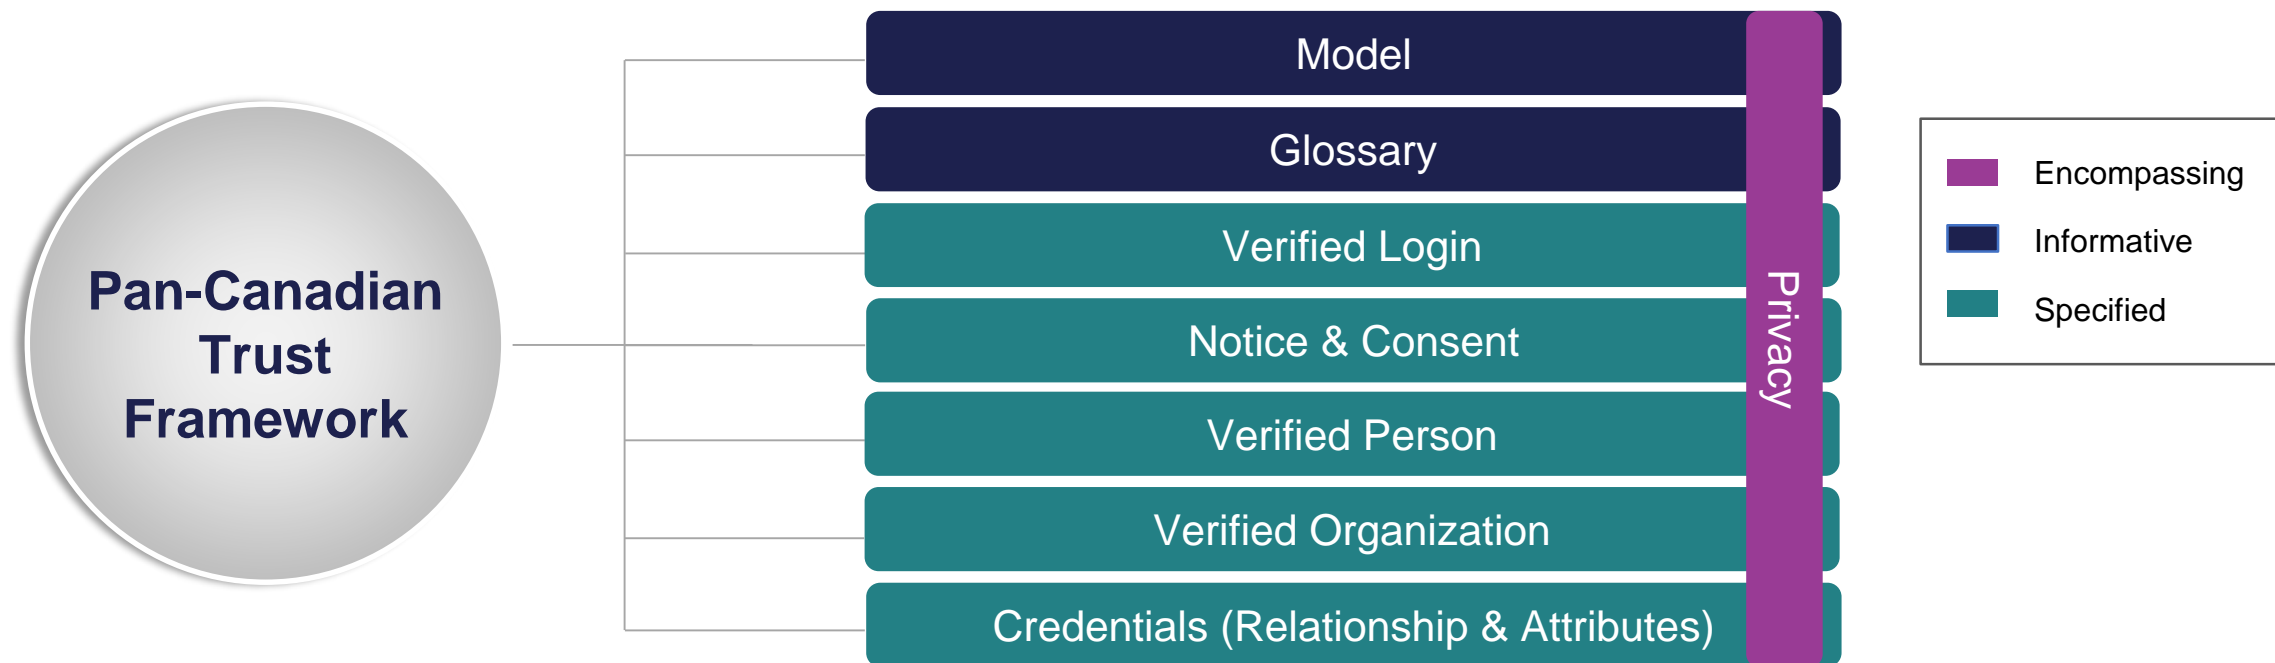 Pan-Canadian
Trust
Framework
Model
Glossary
Verified Login
Notice & Consent
Verified Person
Verified Organization
Credentials (Relationship & Attributes)
Privacy
Encompassing
Informative
Specified